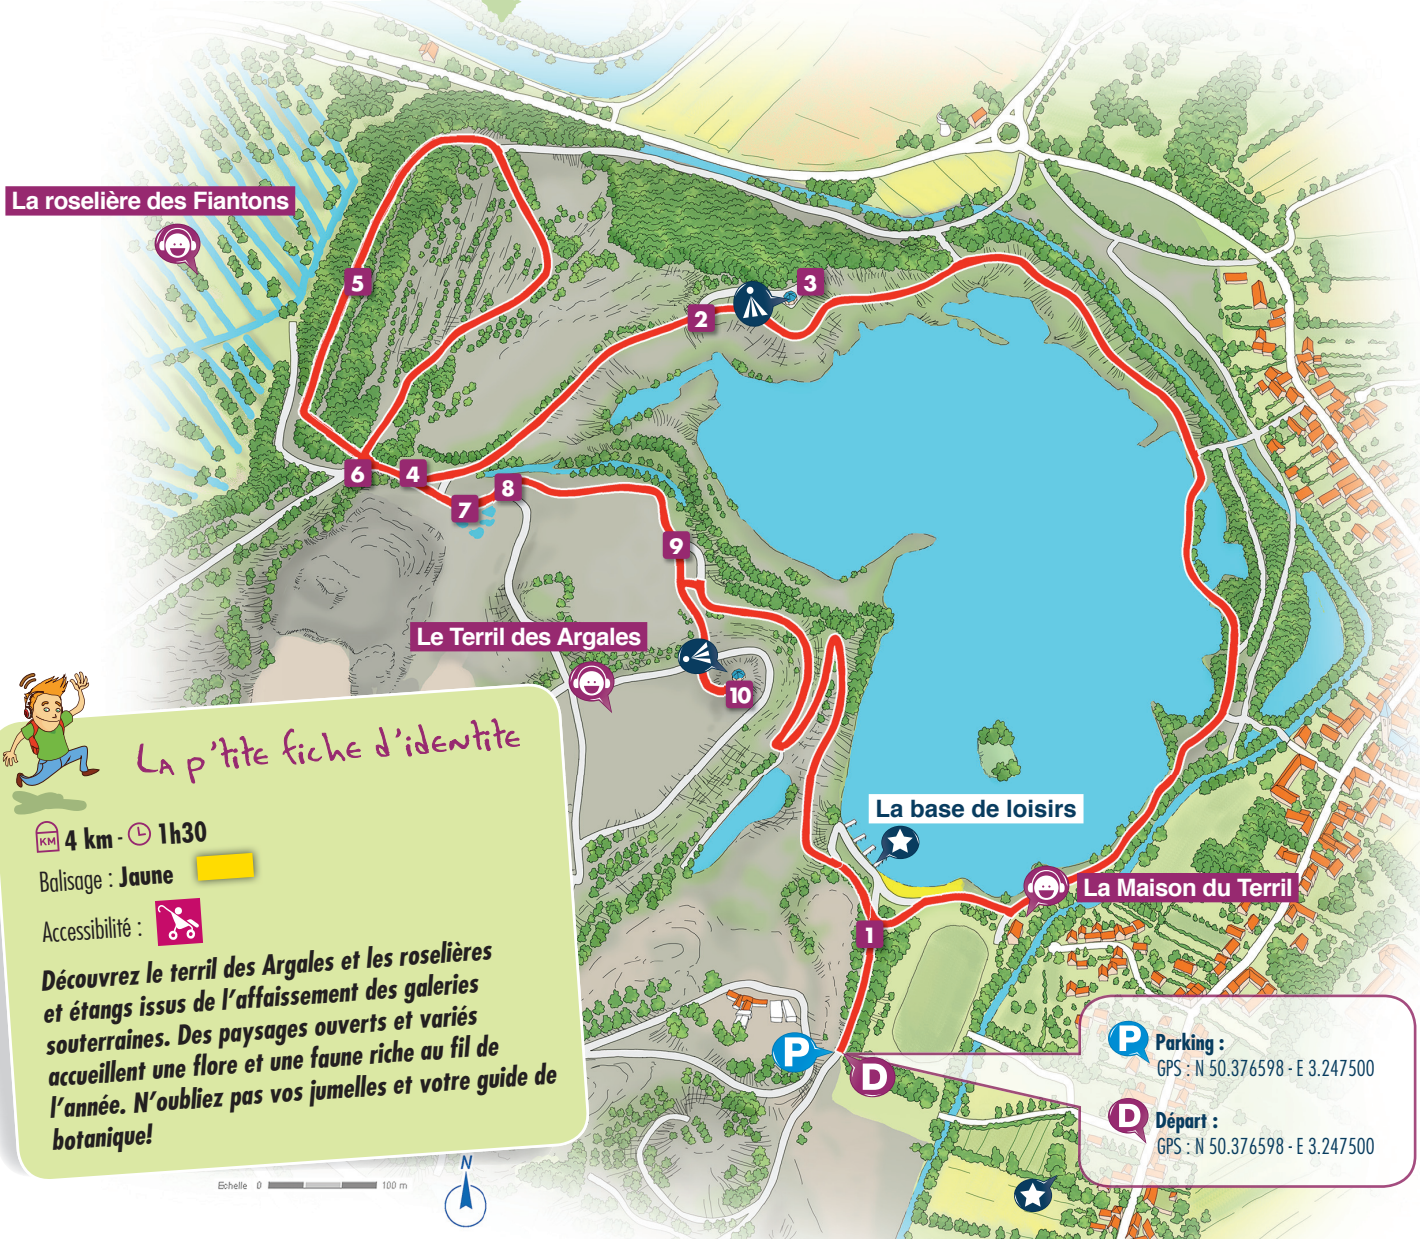 La roselière des Fiantons
5
3
2
6
4
7
8
9
Le Terril des Argales
10
La p'tite fiche d'identite
KM 4 km - 1h30
Balisage : Jaune
Accessibilité :
Découvrez le terril des Argales et les roselières
et étangs issus de l'affaissement des galeries
souterraines. Des paysages ouverts et variés
accueillent une flore et une faune riche au fil de
l'année. N'oubliez pas vos jumelles et votre guide de
botanique!
La base de loisirs
La Maison du Terril
1
P
D
P Parking :
GPS : N 50.376598 - E 3.247500
D Départ :
GPS : N 50.376598 - E 3.247500
Echelle 0 100 m
N